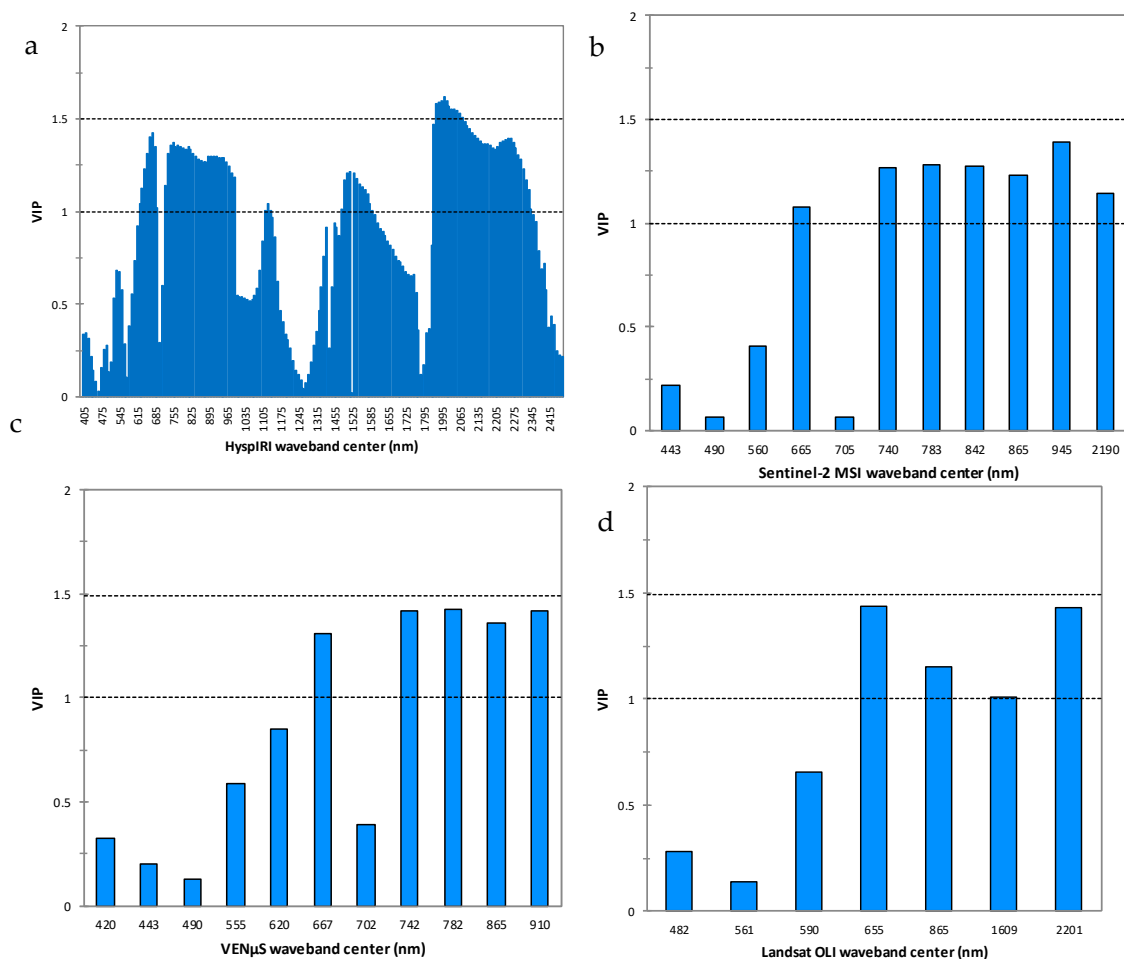 a
2
1.5
1
0.5
0
VIP
405 475 545 615 685 755 825 895 965 1035 1105 1175 1245 1315 1455 1525 1585 1655 1725 1795 1995 2065 2135 2205 2275 2345 2415
HyspIRI waveband center (nm)
b
2
1.5
1
0.5
0
VIP
443 490 560 665 705 740 783 842 865 945 2190
Sentinel-2 MSI waveband center (nm)
c
2
1.5
1
0.5
0
VIP
420 443 490 555 620 667 702 742 782 865 910
VENµS waveband center (nm)
d
2
1.5
1
0.5
0
VIP
482 561 590 655 865 1609 2201
Landsat OLI waveband center (nm)